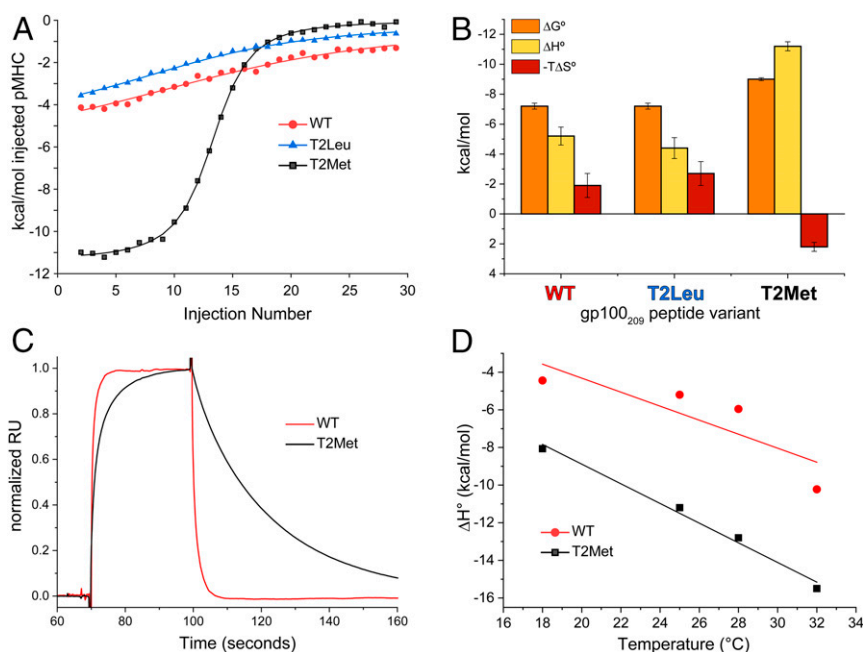 A
0
-2
-4
-6
-8
-10
-12
kcal/mol injected pMHC
WT
T2Leu
T2Met
0 5 10 15 20 25 30
Injection Number
B
ΔGº
ΔHº
-TΔSº
-12
-10
-8
-6
-4
-2
0
2
4
kcal/mol
WT T2Leu T2Met
gp100209 peptide variant
C
1.0
0.8
0.6
0.4
0.2
0.0
normalized RU
WT
T2Met
60 80 100 120 140 160
Time (seconds)
D
-4
-6
-8
-10
-12
-14
-16
ΔH° (kcal/mol)
WT
T2Met
16 18 20 22 24 26 28 30 32 34
Temperature (°C)